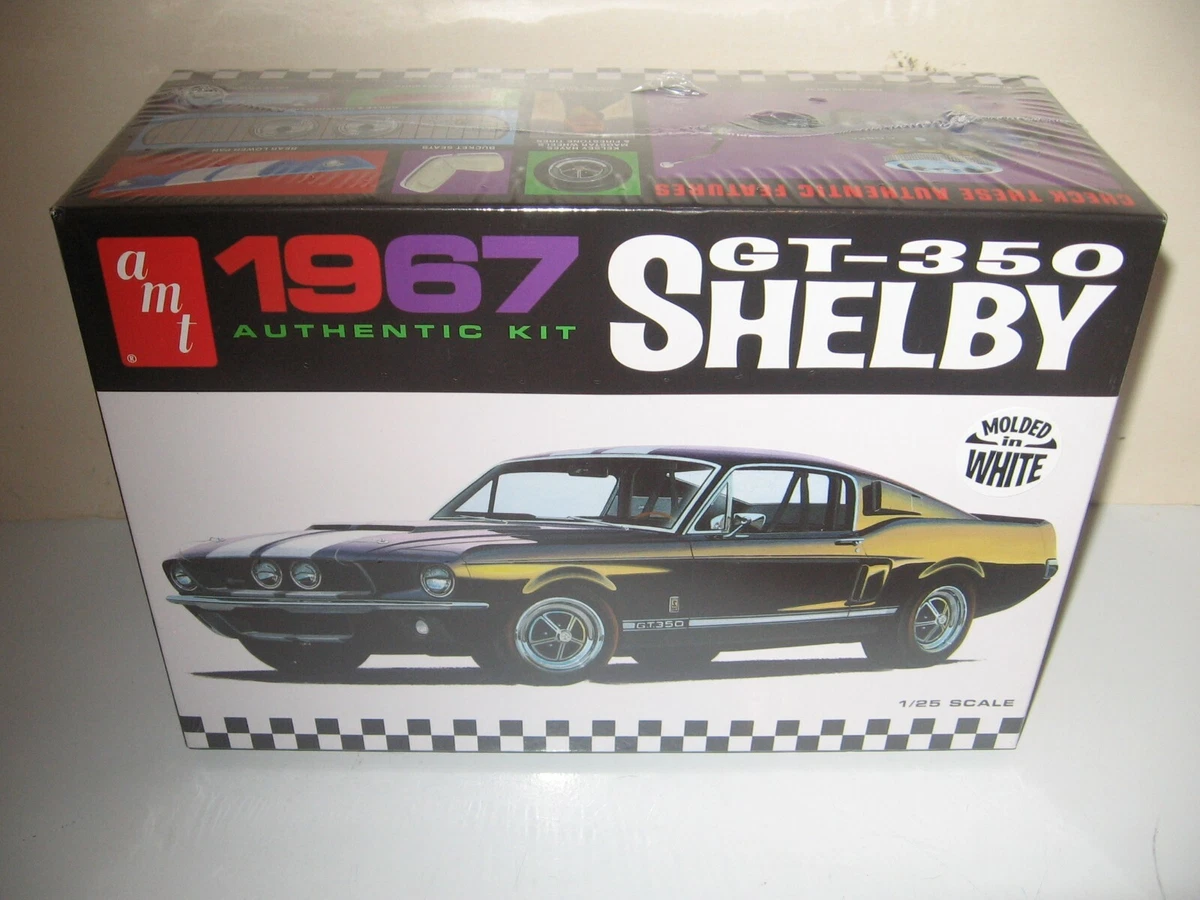 CHECK THESE AUTHENTIC FEATURES
BUCKET SEATS
amt
®
1967
AUTHENTIC KIT
GT-350
SHELBY
MOLDED
in
WHITE
GT350
1/25 SCALE